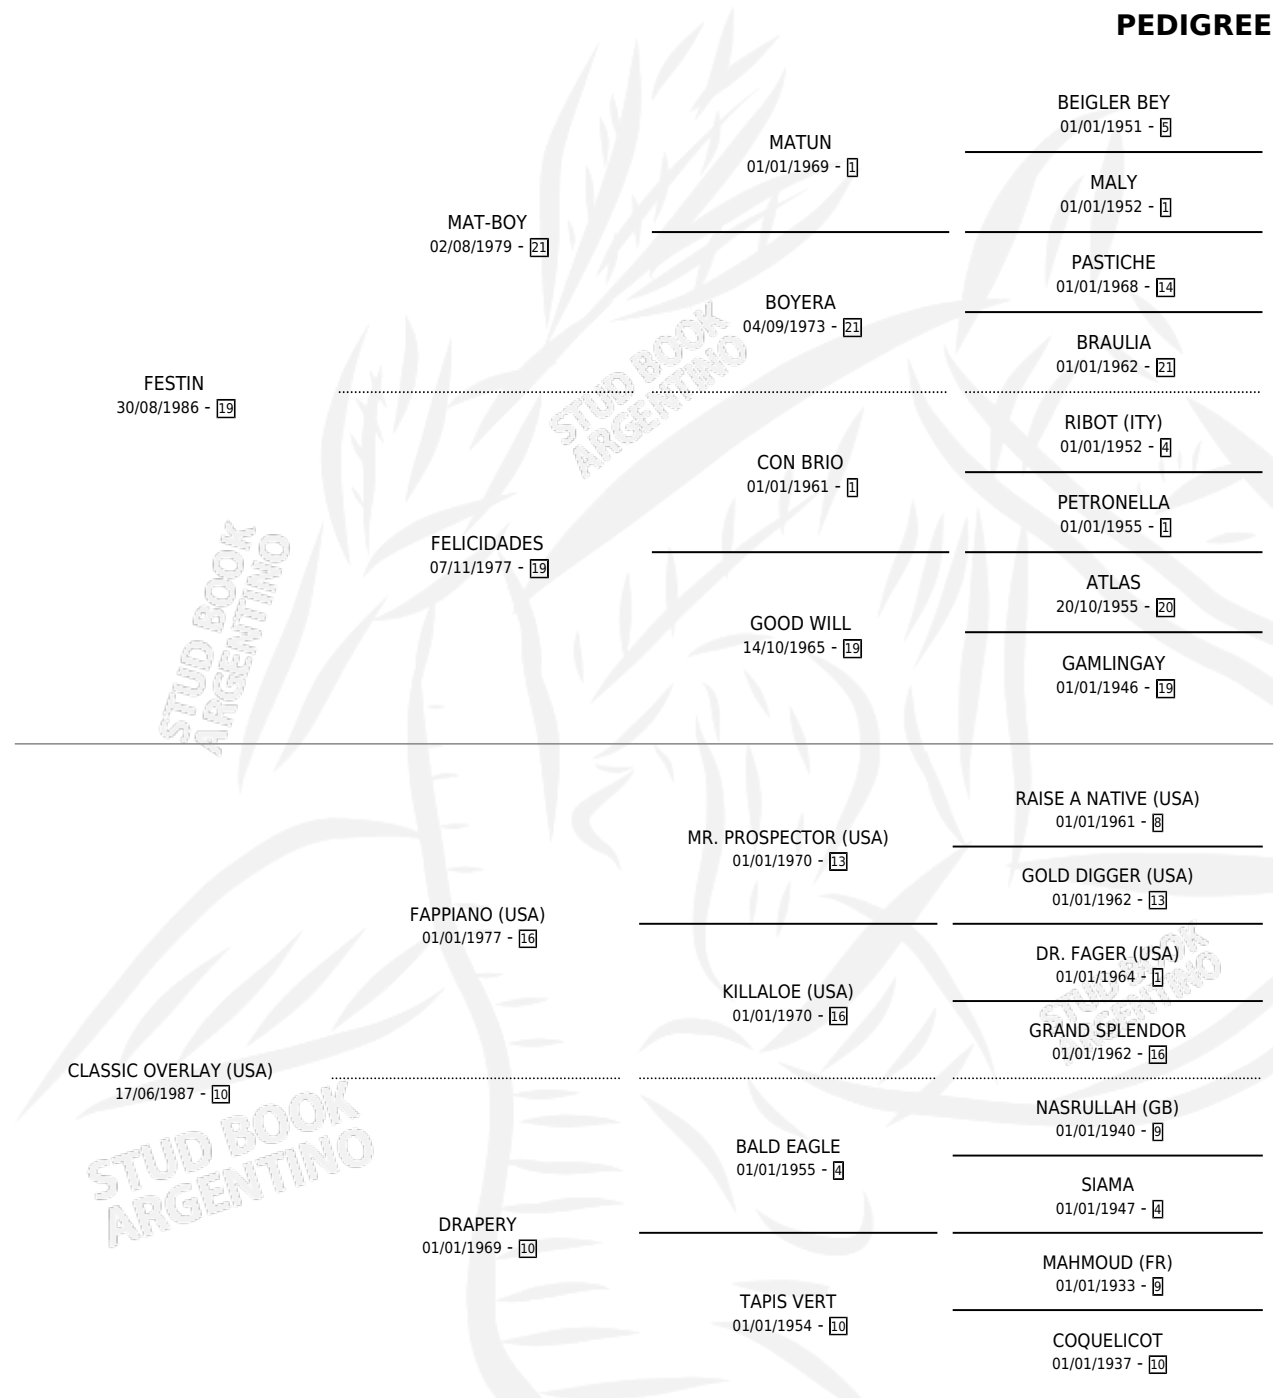 PEDIGREE
BEIGLER BEY
01/01/1951 - 5
MATUN
01/01/1969 - 1
MALY
01/01/1952 - 1
MAT-BOY
02/08/1979 - 21
PASTICHE
01/01/1968 - 14
BOYERA
04/09/1973 - 21
BRAULIA
01/01/1962 - 21
FESTIN
30/08/1986 - 19
RIBOT (ITY)
01/01/1952 - 4
CON BRIO
01/01/1961 - 1
PETRONELLA
01/01/1955 - 1
FELICIDADES
07/11/1977 - 19
ATLAS
20/10/1955 - 20
GOOD WILL
14/10/1965 - 19
GAMLINGAY
01/01/1946 - 19
RAISE A NATIVE (USA)
01/01/1961 - 8
MR. PROSPECTOR (USA)
01/01/1970 - 13
GOLD DIGGER (USA)
01/01/1962 - 13
FAPPIANO (USA)
01/01/1977 - 16
DR. FAGER (USA)
01/01/1964 - 1
KILLALOE (USA)
01/01/1970 - 16
GRAND SPLENDOR
01/01/1962 - 16
CLASSIC OVERLAY (USA)
17/06/1987 - 10
NASRULLAH (GB)
01/01/1940 - 9
BALD EAGLE
01/01/1955 - 4
SIAMA
01/01/1947 - 4
DRAPERY
01/01/1969 - 10
MAHMOUD (FR)
01/01/1933 - 9
TAPIS VERT
01/01/1954 - 10
COQUELICOT
01/01/1937 - 10
STUD BOOK
ARGENTINO
STUD BOOK
ARGENTINO
STUD BOOK
ARGENTINO
STUD BOOK
ARGENTINO